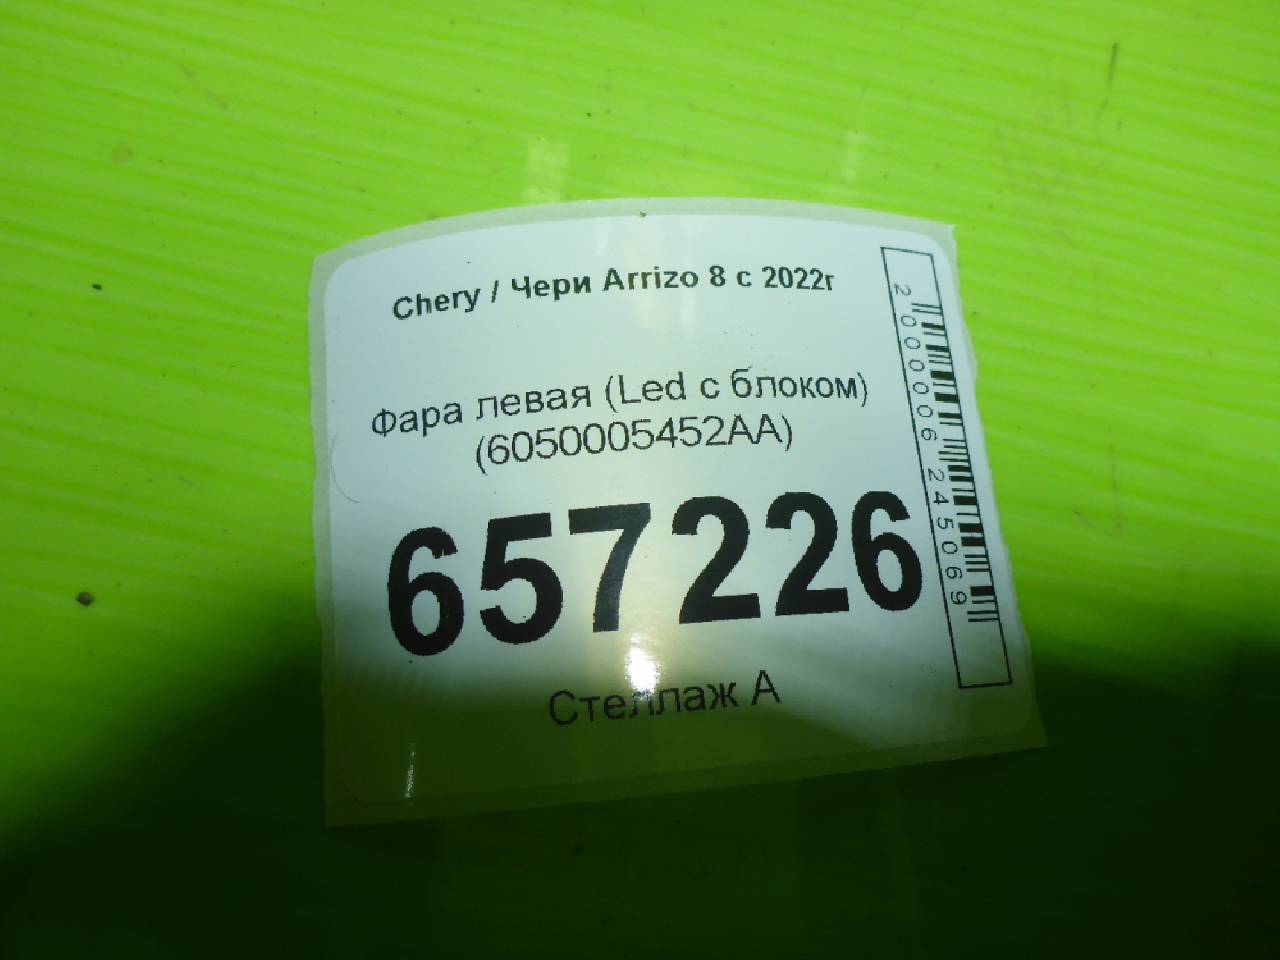 Chery / Чери Arrizo 8 с 2022г
Фара левая (Led с блоком)
(6050005452AA)
657226
Стеллаж А
2000006245069